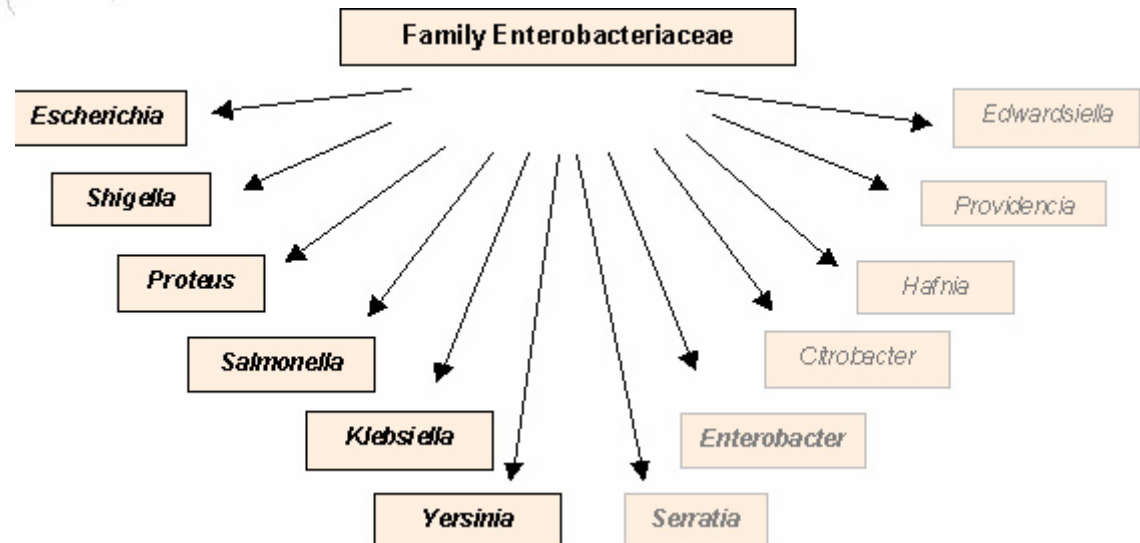 Family Enterobacteriaceae
Escherichia
Edwardsiella
Shigella
Providencia
Proteus
Hafnia
Salmonella
Citrobacter
Klebsiella
Enterobacter
Yersinia
Serratia